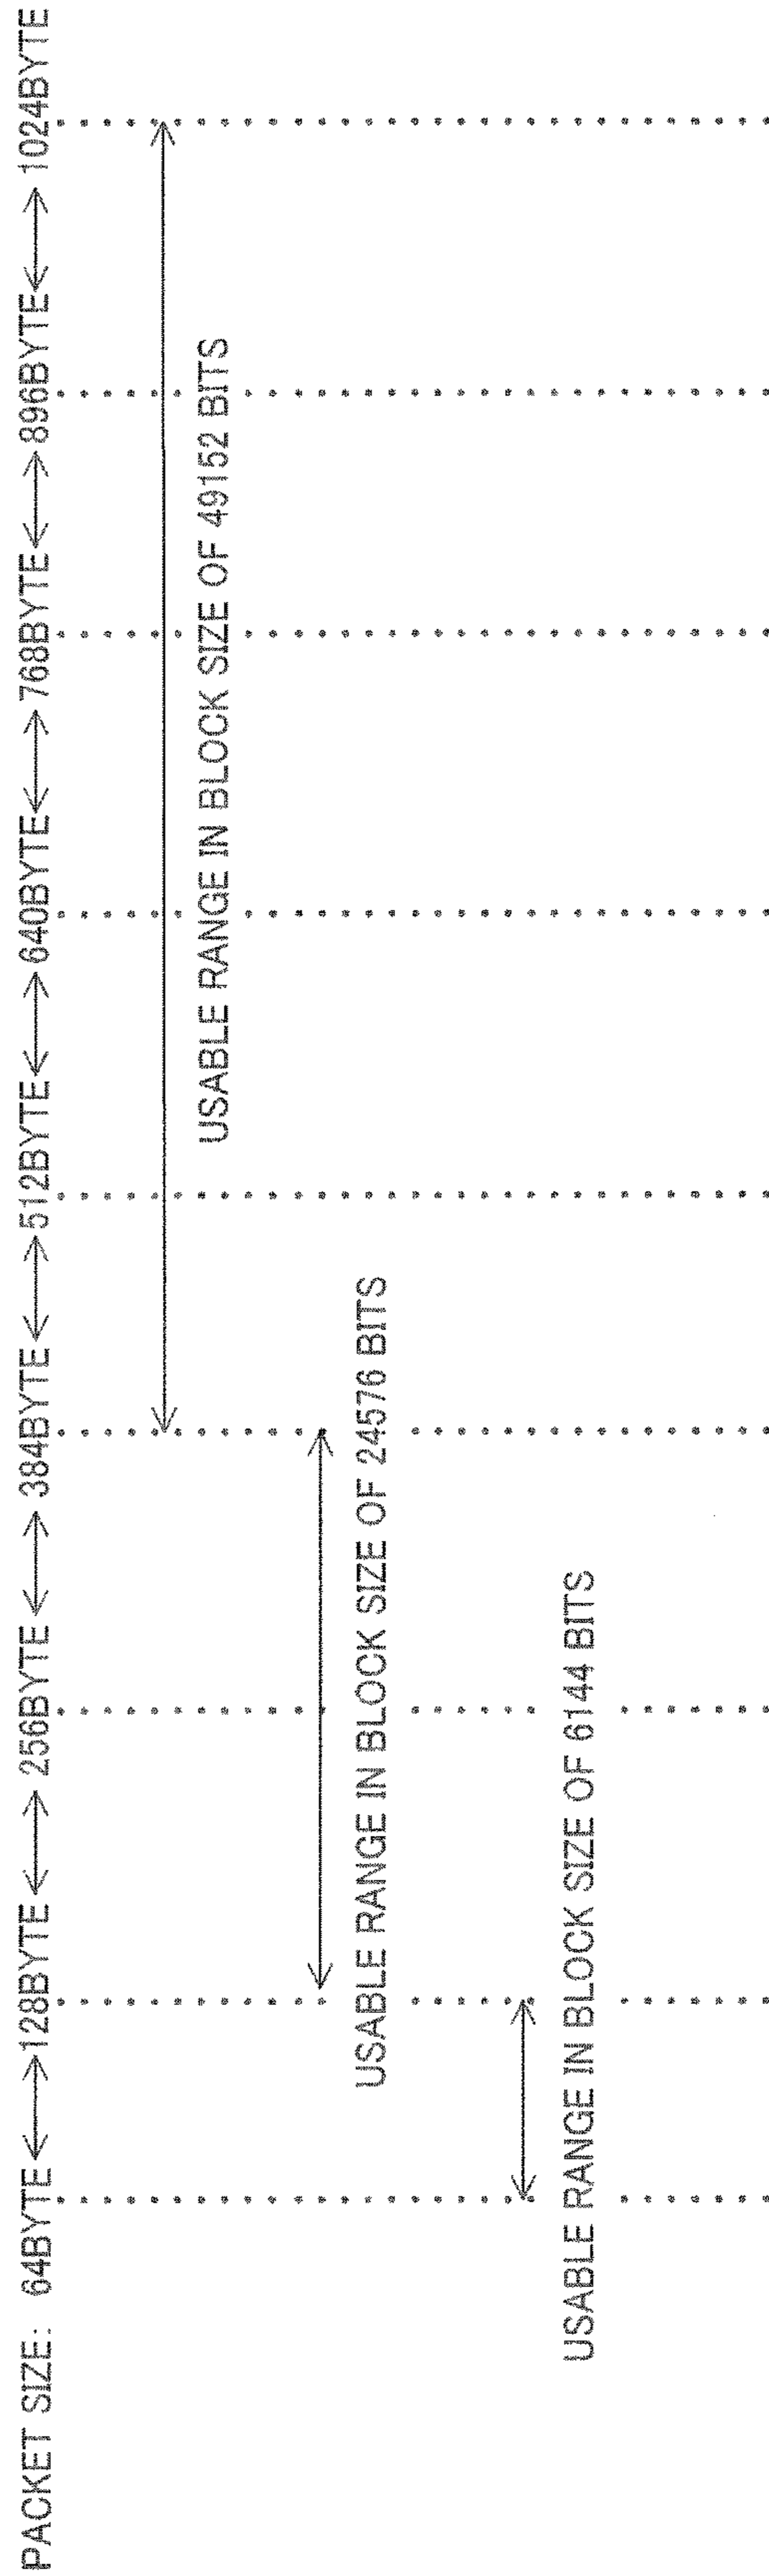 PACKET SIZE: 64BYTE 128BYTE 256BYTE 384BYTE 512BYTE 640BYTE 768BYTE 896BYTE 1024BYTE
USABLE RANGE IN BLOCK SIZE OF 49152 BITS
USABLE RANGE IN BLOCK SIZE OF 24576 BITS
USABLE RANGE IN BLOCK SIZE OF 6144 BITS